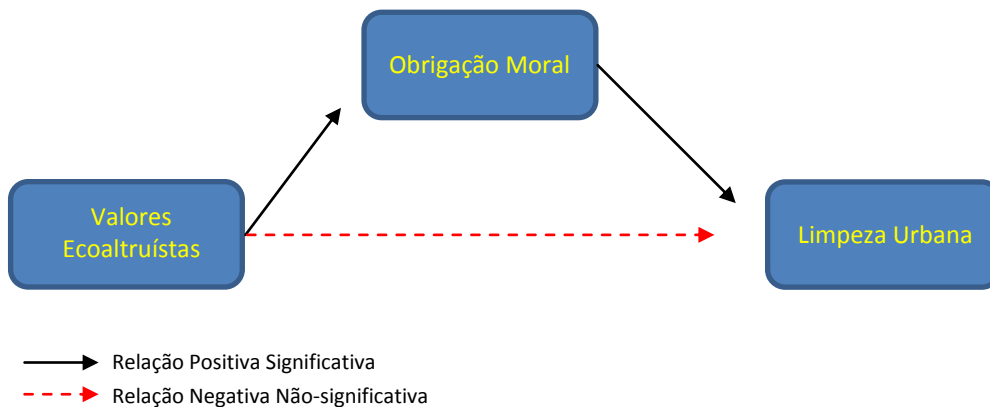 Obrigação Moral
Valores
Ecoaltruístas
Limpeza Urbana
Relação Positiva Significativa
Relação Negativa Não-significativa